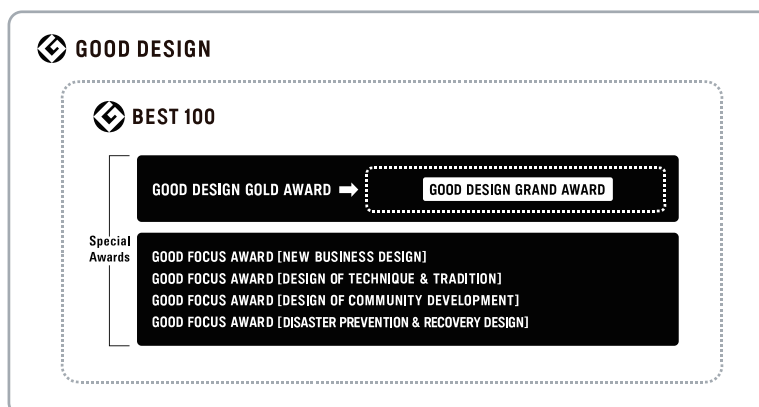 GOOD DESIGN
BEST 100
Special
Awards
GOOD DESIGN GOLD AWARD ➡ GOOD DESIGN GRAND AWARD
GOOD FOCUS AWARD [NEW BUSINESS DESIGN]
GOOD FOCUS AWARD [DESIGN OF TECHNIQUE & TRADITION]
GOOD FOCUS AWARD [DESIGN OF COMMUNITY DEVELOPMENT]
GOOD FOCUS AWARD [DISASTER PREVENTION & RECOVERY DESIGN]